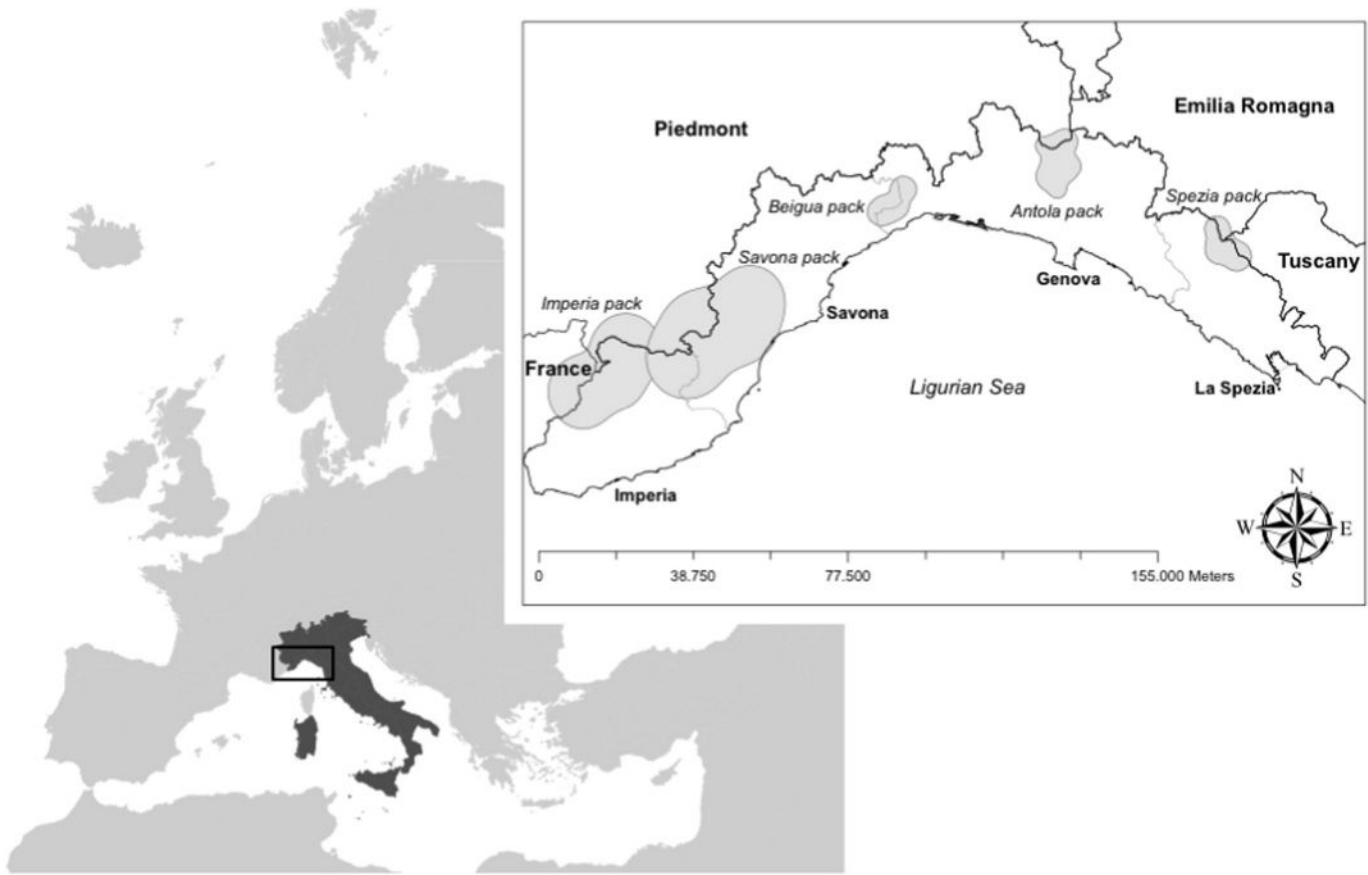 Emilia Romagna
Piedmont
Beigua pack
Antola pack
Spezia pack
Savona pack
Tuscany
Imperia pack
Genova
Savona
France
Ligurian Sea
La Spezia
Imperia
N
W E
S
0 38.750 77.500 155.000 Meters